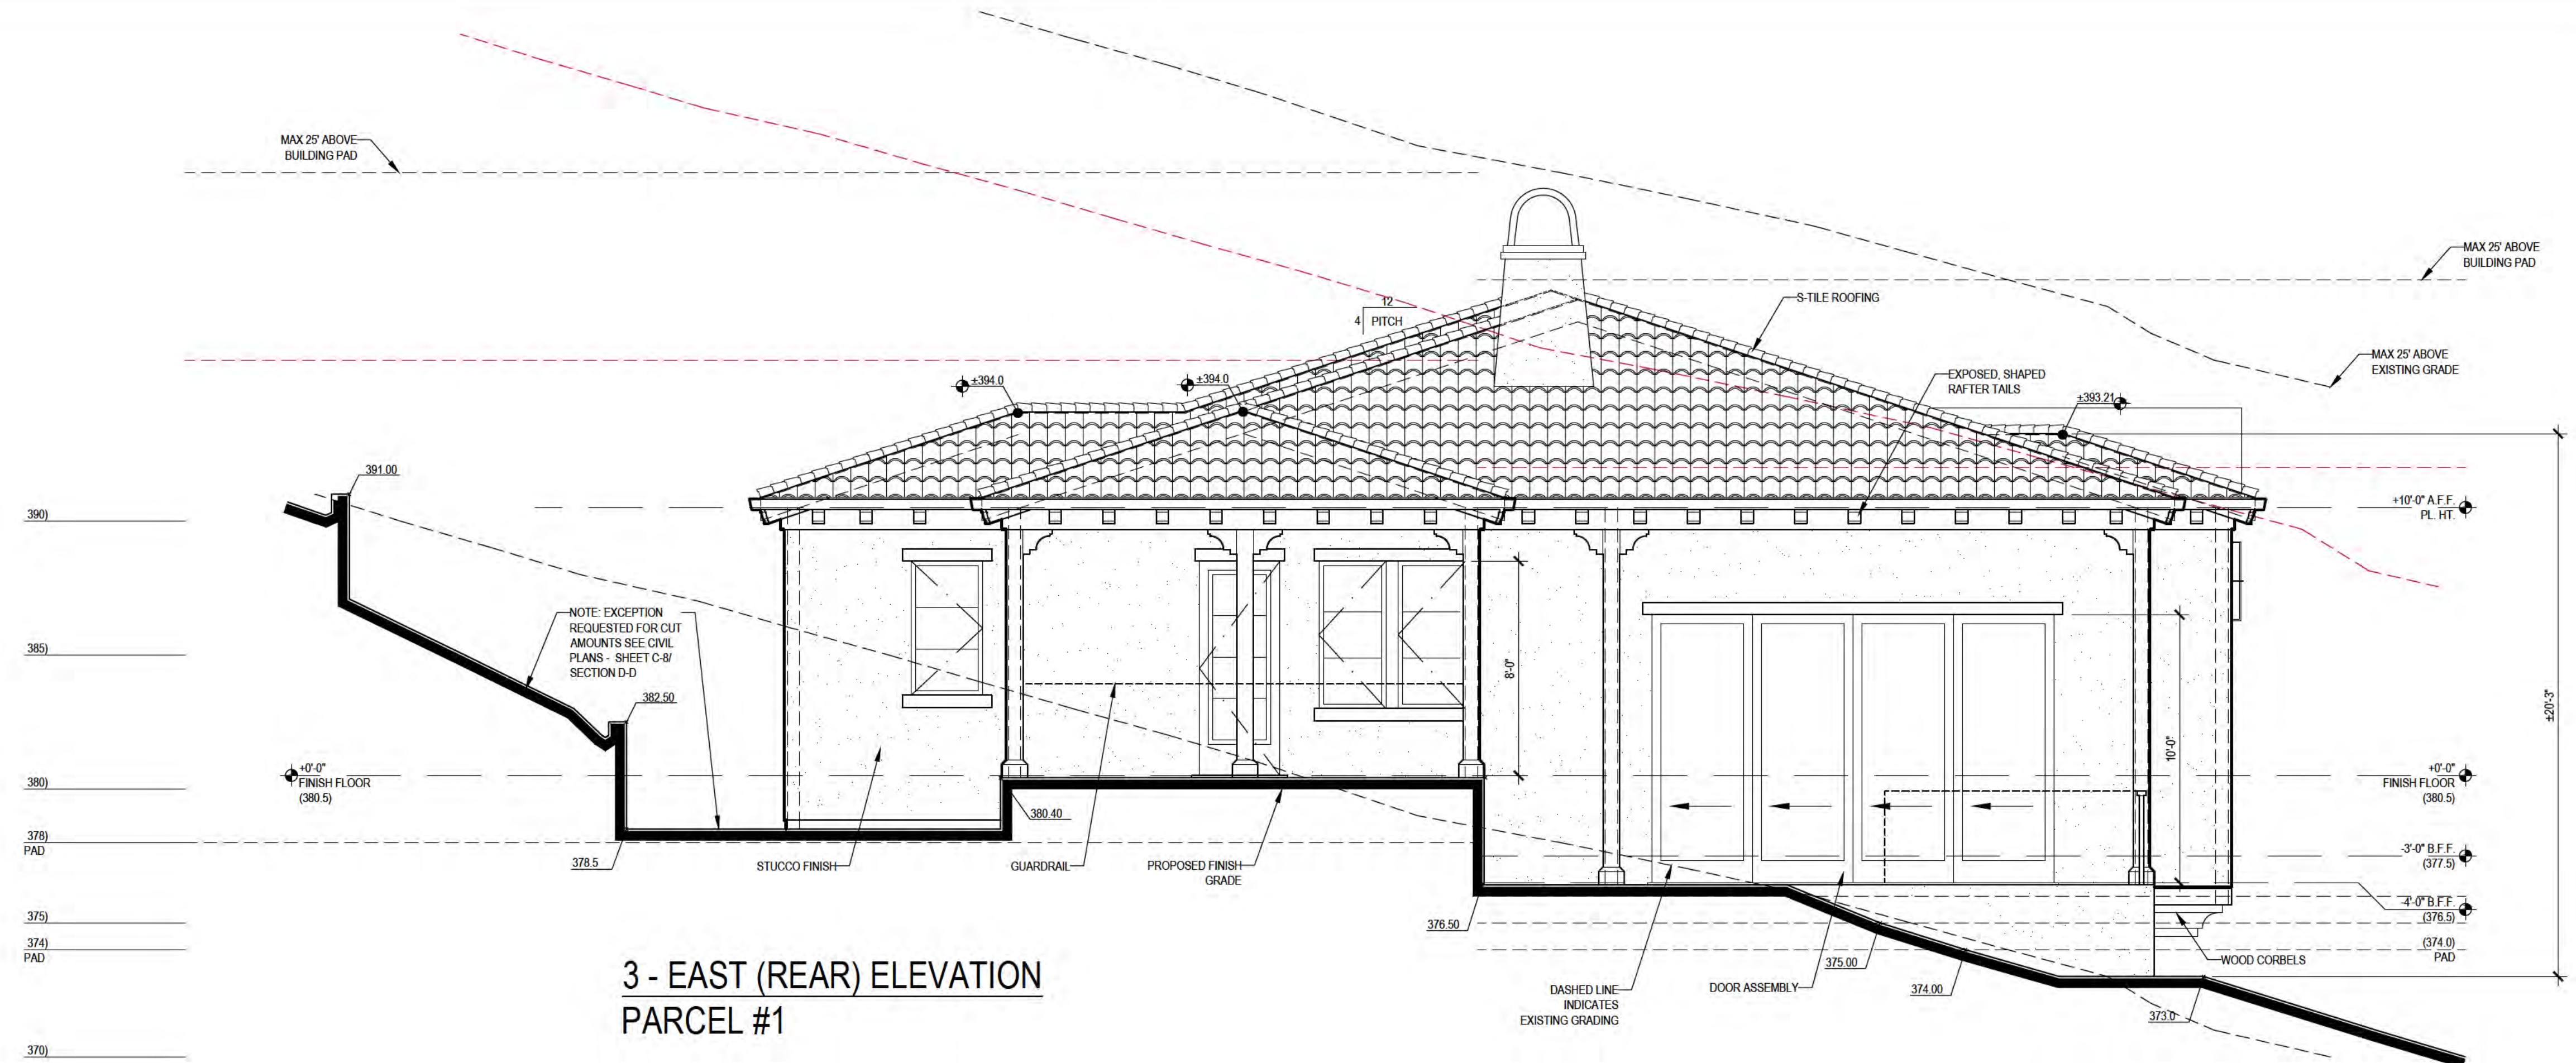 MAX 25' ABOVE
BUILDING PAD
MAX 25' ABOVE
BUILDING PAD
12
4 PITCH
S-TILE ROOFING
MAX 25' ABOVE
EXISTING GRADE
EXPOSED, SHAPED
RAFTER TAILS
±394.0
±394.0
±393.21
391.00
390)
+10'-0" A.F.F.
PL. HT.
NOTE: EXCEPTION
REQUESTED FOR CUT
AMOUNTS SEE CIVIL
PLANS - SHEET C-8/
SECTION D-D
385)
8'-0"
382.50
±20'-3"
10'-0"
+0'-0"
FINISH FLOOR
(380.5)
380)
+0'-0"
FINISH FLOOR
(380.5)
380.40
378)
PAD
378.5
STUCCO FINISH
GUARDRAIL
PROPOSED FINISH
GRADE
-3'-0" B.F.F.
(377.5)
375)
374)
PAD
376.50
-4'-0" B.F.F.
(376.5)
(374.0)
PAD
375.00
WOOD CORBELS
DASHED LINE
INDICATES
EXISTING GRADING
DOOR ASSEMBLY
374.00
373.0
3 - EAST (REAR) ELEVATION
PARCEL #1
370)